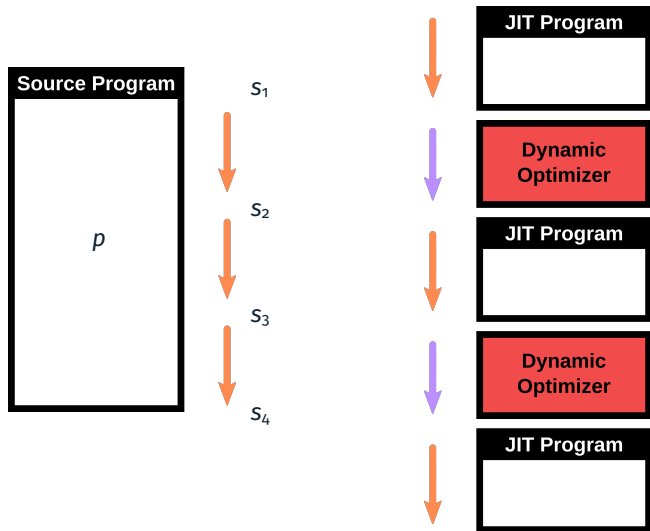 Source Program
p
s₁
s₂
s₃
s₄
JIT Program
Dynamic
Optimizer
JIT Program
Dynamic
Optimizer
JIT Program